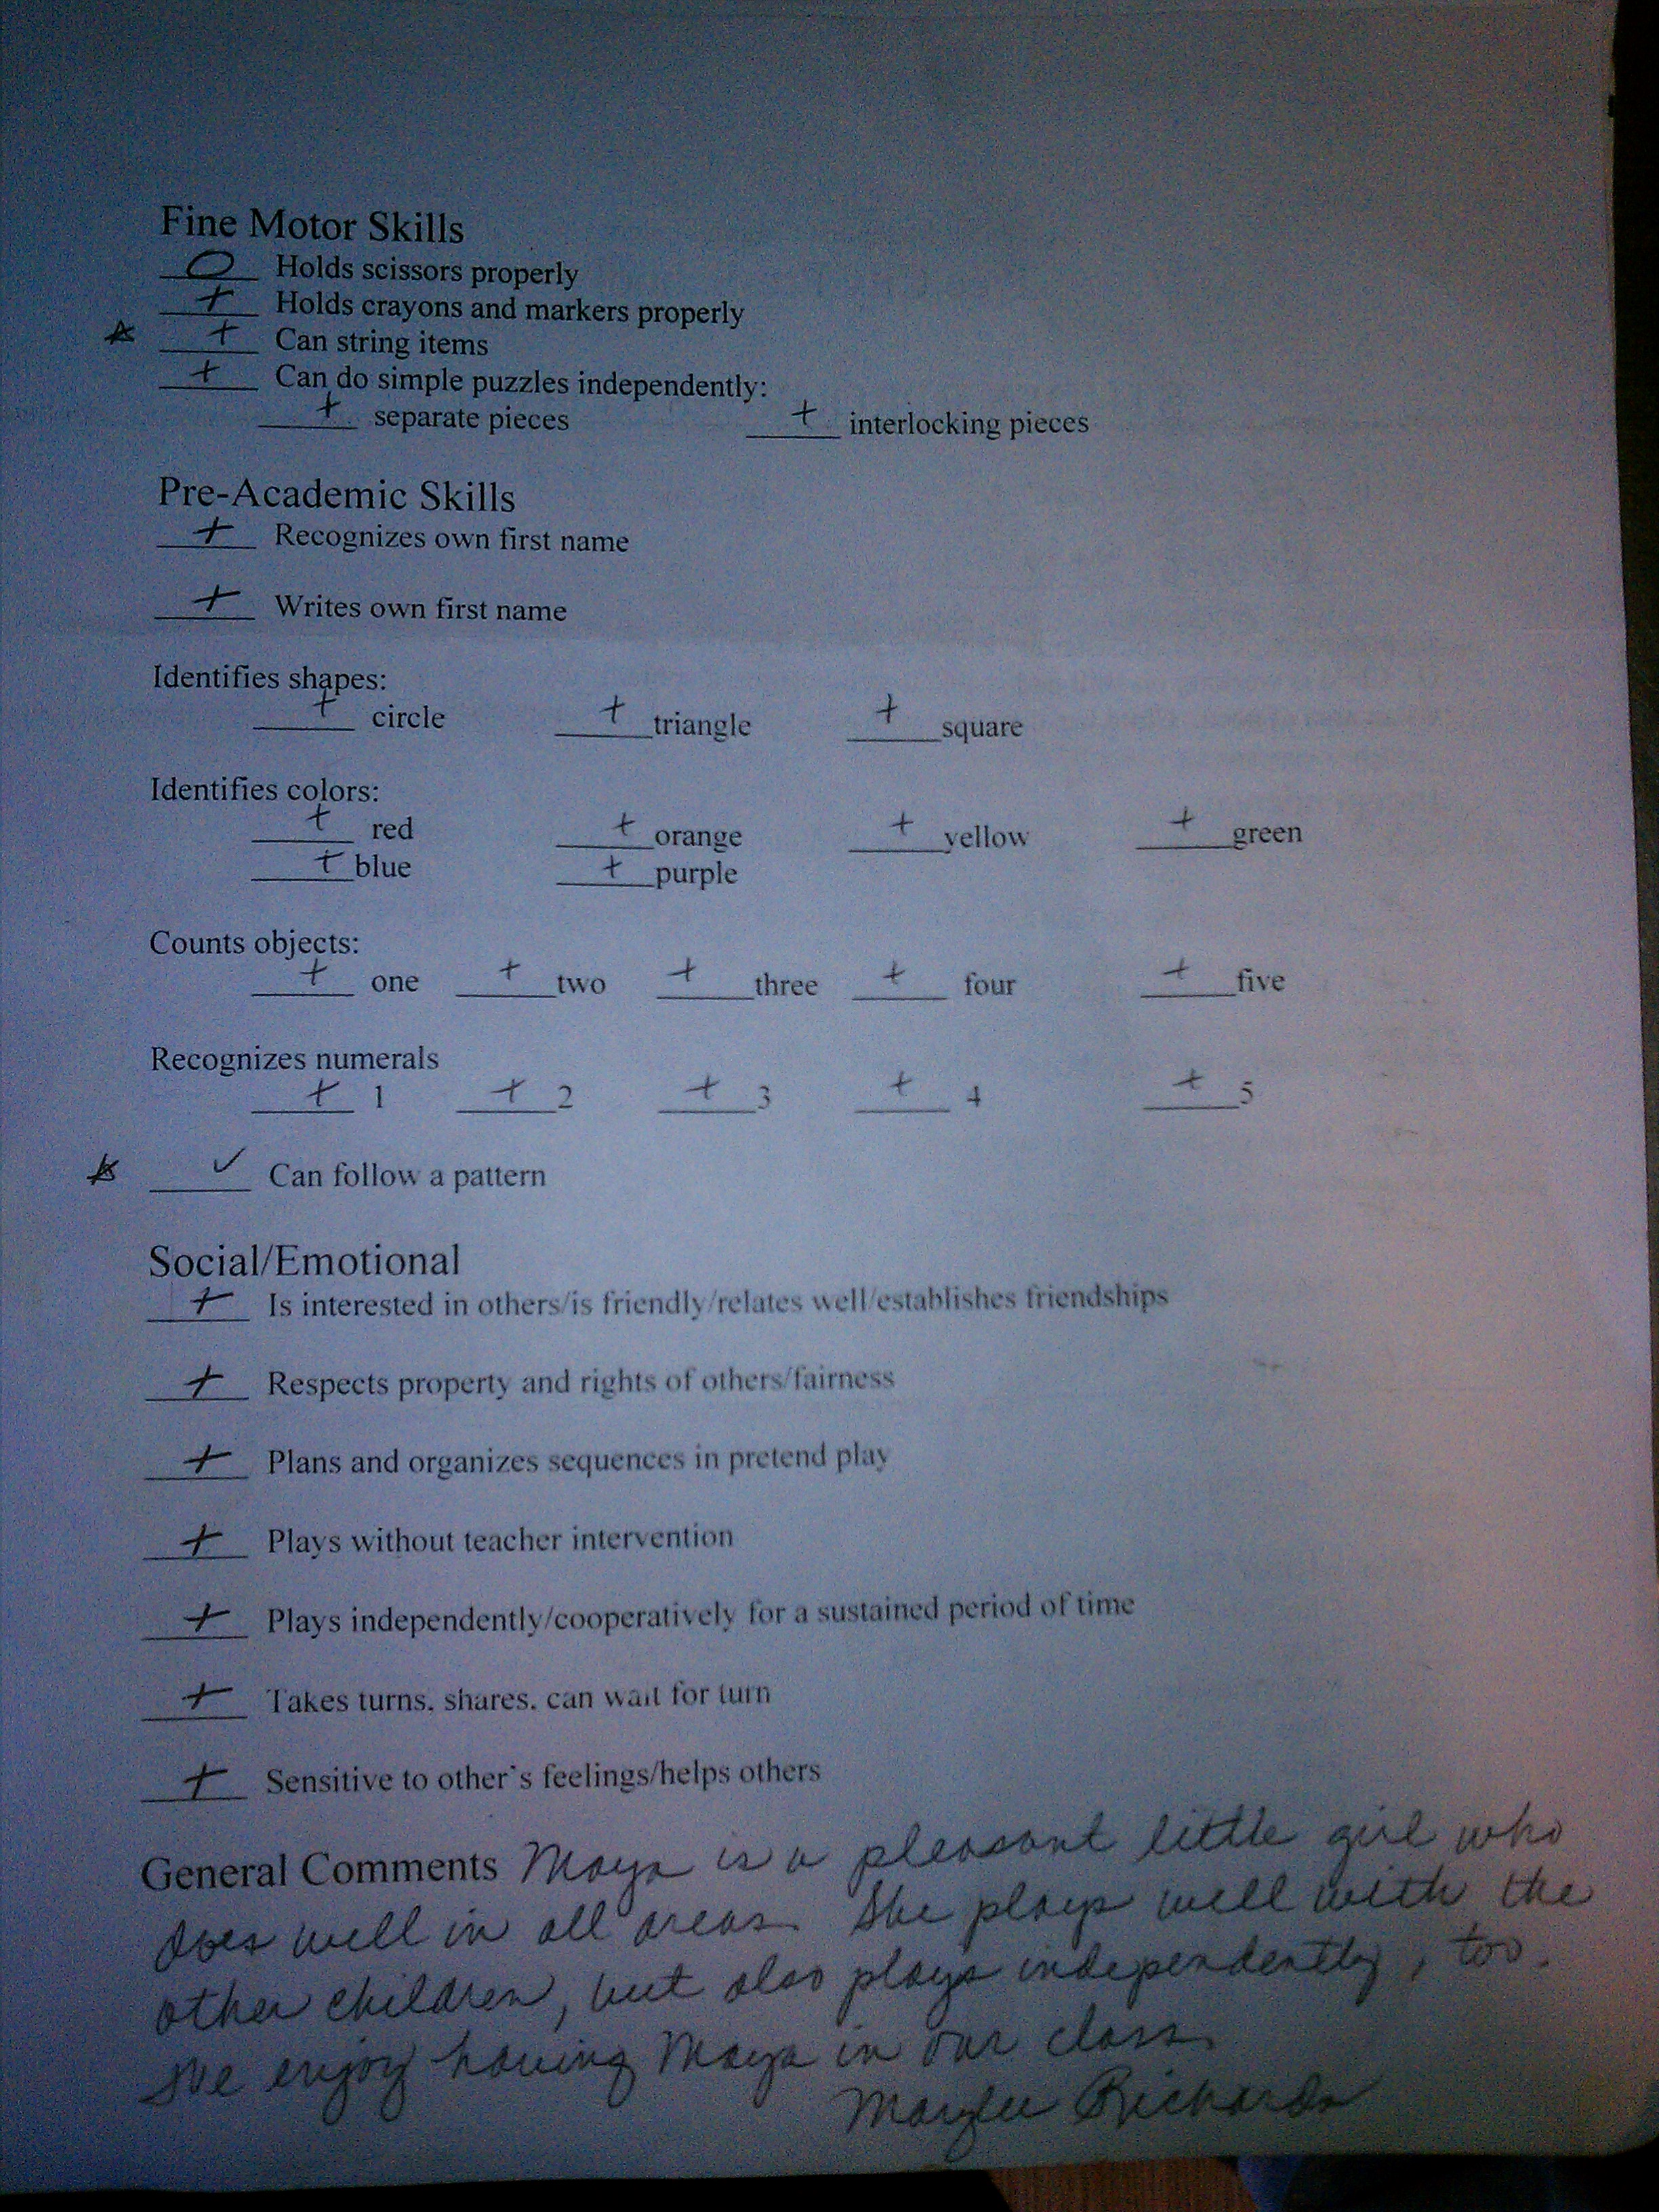 Fine Motor Skills
O Holds scissors properly
+ Holds crayons and markers properly
☆ + Can string items
+ Can do simple puzzles independently:
+ separate pieces + interlocking pieces
Pre-Academic Skills
+ Recognizes own first name
+ Writes own first name
Identifies shapes:
+ circle + triangle + square
Identifies colors:
+ red + orange + yellow + green
+ blue + purple
Counts objects:
+ one + two + three + four + five
Recognizes numerals
+ 1 + 2 + 3 + 4 + 5
☆ ✓ Can follow a pattern
Social/Emotional
+ Is interested in others/is friendly/relates well/establishes friendships
+ Respects property and rights of others/fairness
+ Plans and organizes sequences in pretend play
+ Plays without teacher intervention
+ Plays independently/cooperatively for a sustained period of time
+ Takes turns, shares, can wait for turn
+ Sensitive to other's feelings/helps others
General Comments Maya is a pleasant little girl who
does well in all areas. She plays well with the
other children, but also plays independently, too.
We enjoy having Maya in our class.
Richards